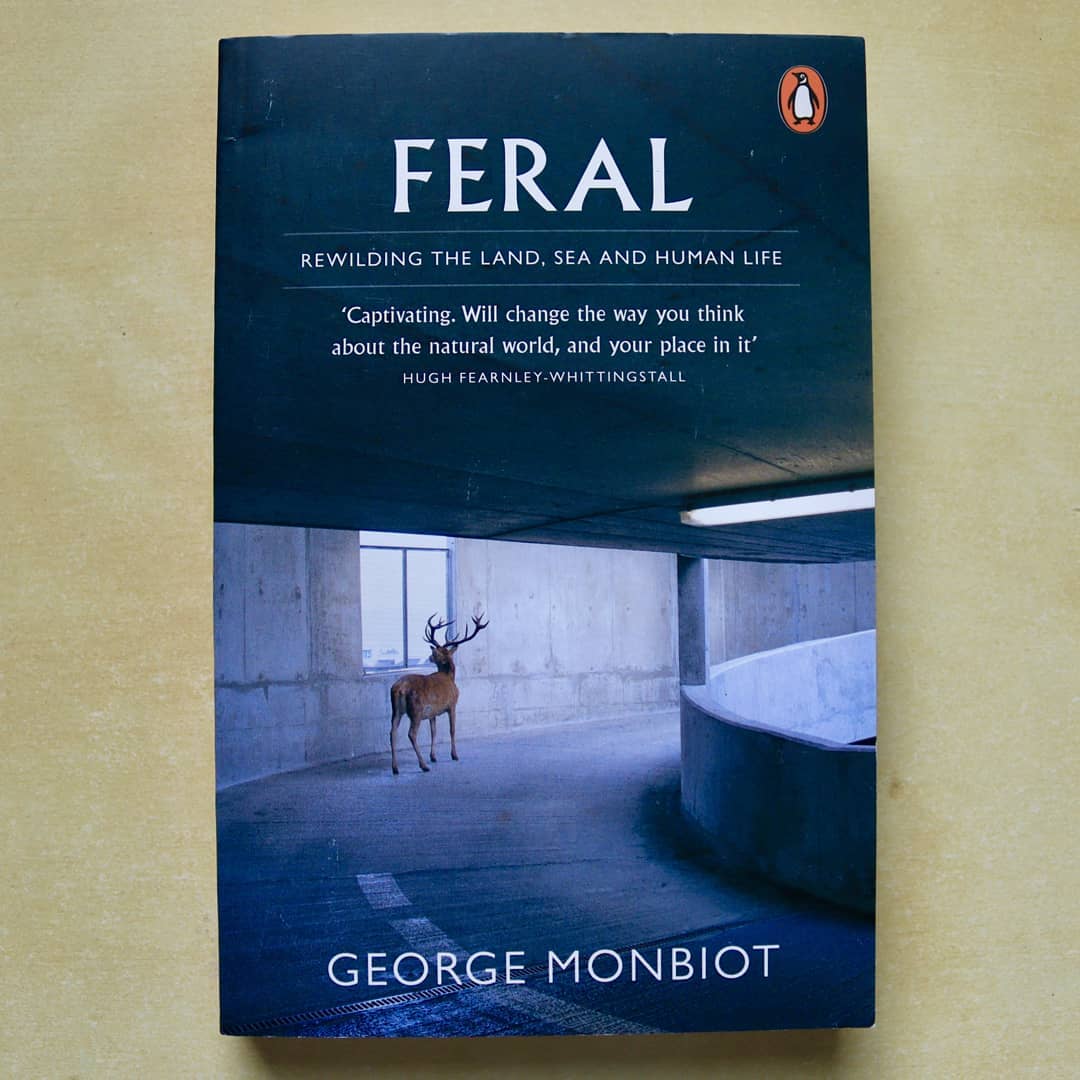 FERAL
REWILDING THE LAND, SEA AND HUMAN LIFE
‘Captivating. Will change the way you think
about the natural world, and your place in it’
HUGH FEARNLEY-WHITTINGSTALL
GEORGE MONBIOT